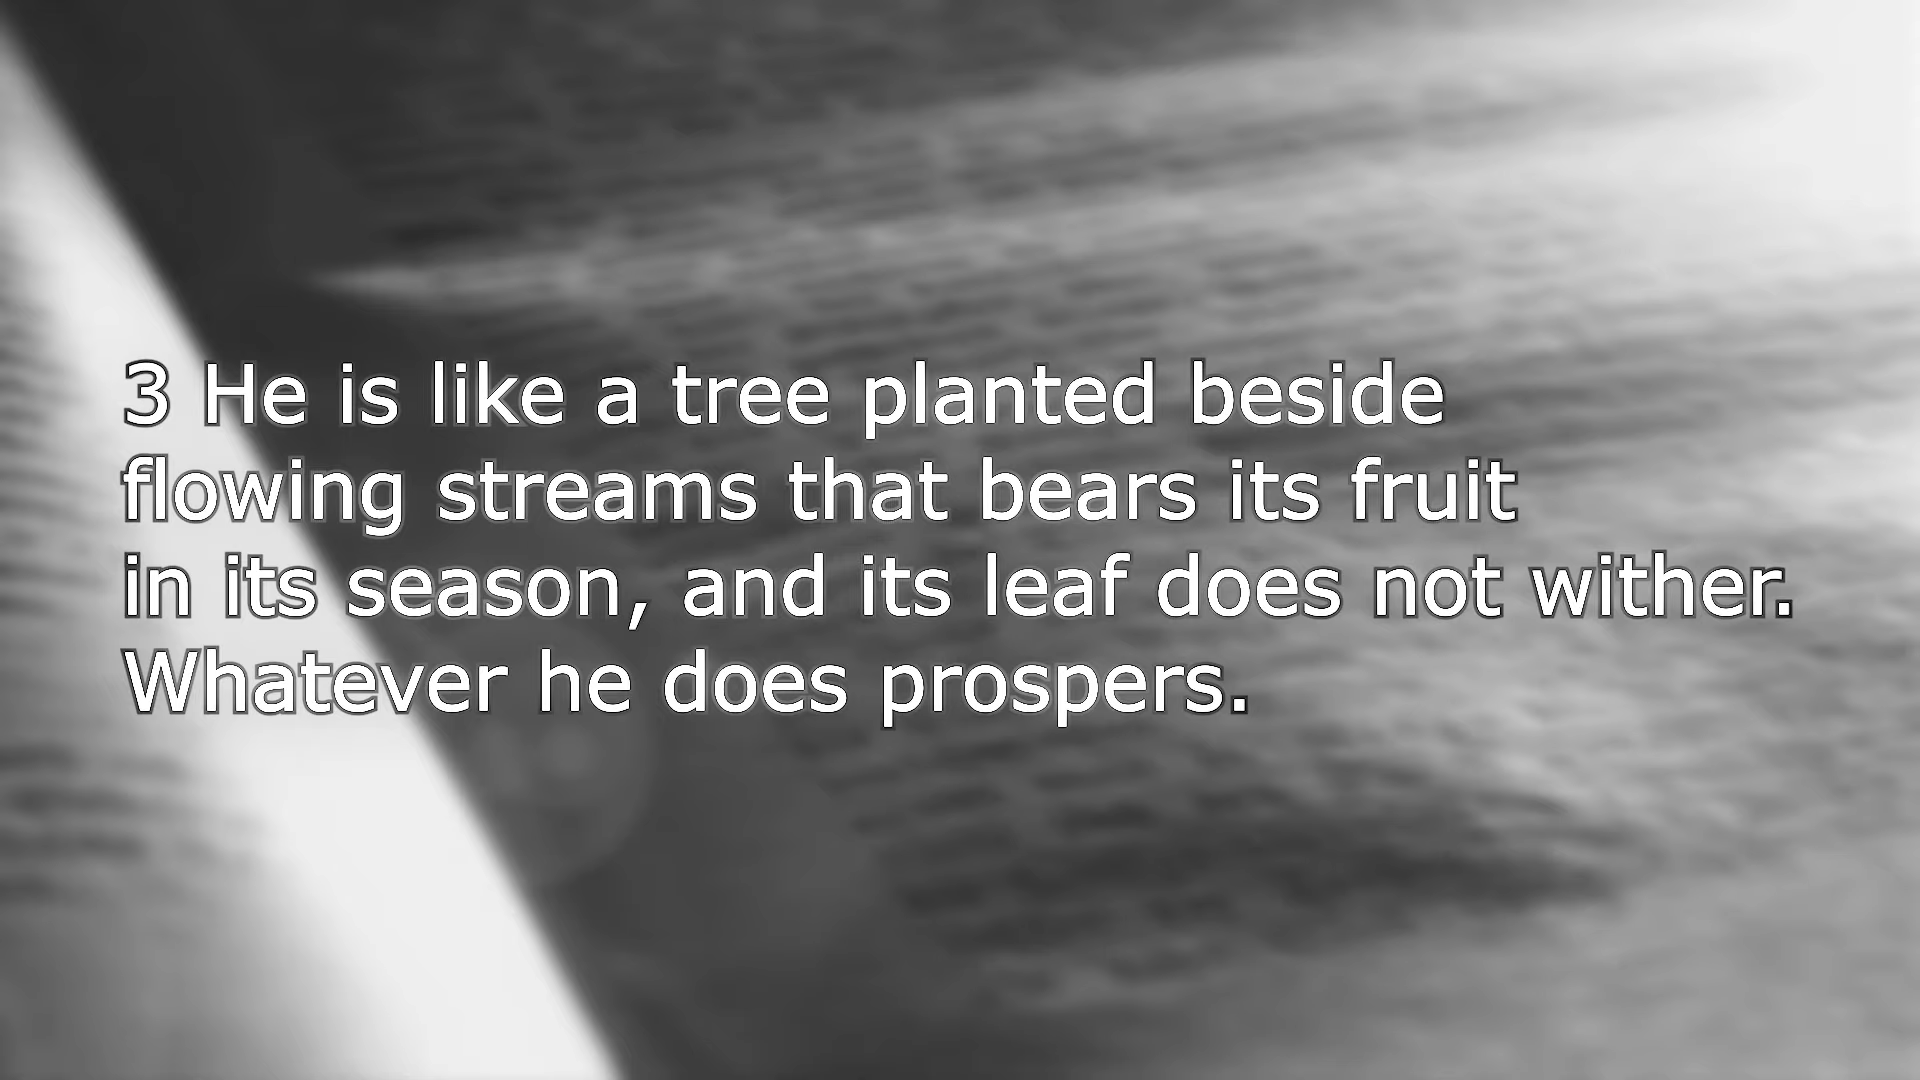 3 He is like a tree planted beside
flowing streams that bears its fruit
in its season, and its leaf does not wither.
Whatever he does prospers.